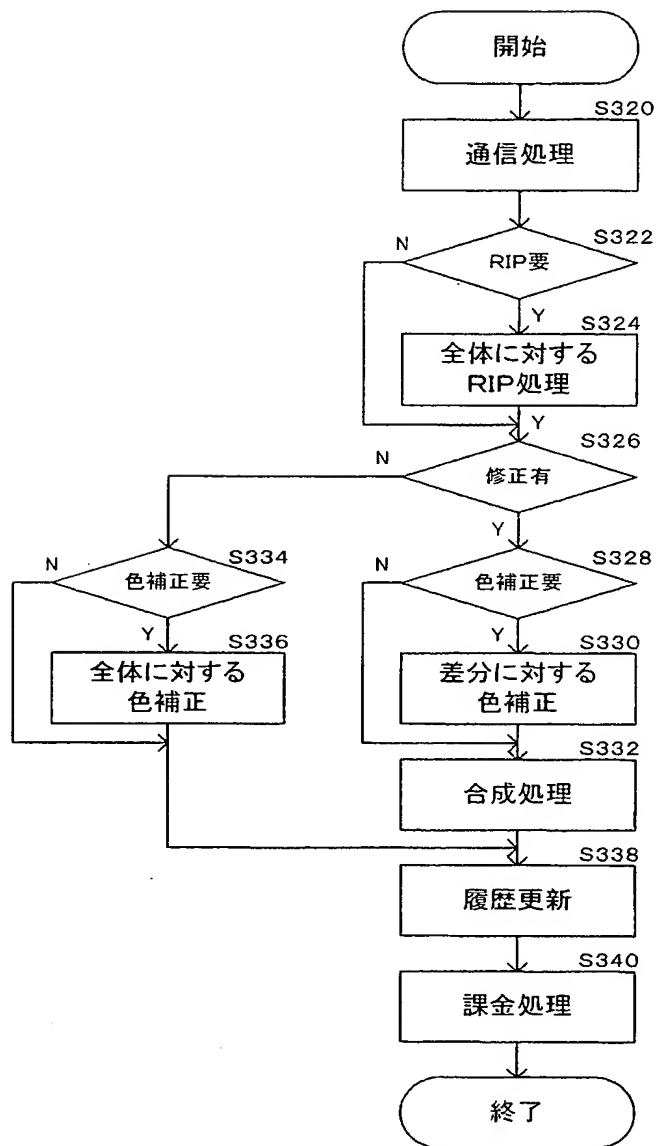 開始
S320
通信処理
S322
N
RIP要
Y
S324
全体に対する
RIP処理
Y
S326
N
修正有
Y
S334
N
色補正要
Y
S336
全体に対する
色補正
S328
N
色補正要
Y
S330
差分に対する
色補正
S332
合成処理
S338
履歴更新
S340
課金処理
終了